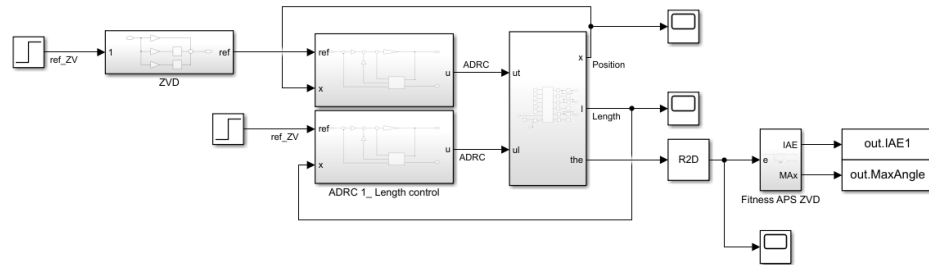 ref_ZV
1
ref
ZVD
ref
x
u
ADRC
ref_ZV
ref
x
u
ADRC
ADRC 1_ Length control
ut
ul
x
l
the
Position
Length
R2D
e
IAE
MAx
Fitness APS ZVD
out.IAE1
out.MaxAngle